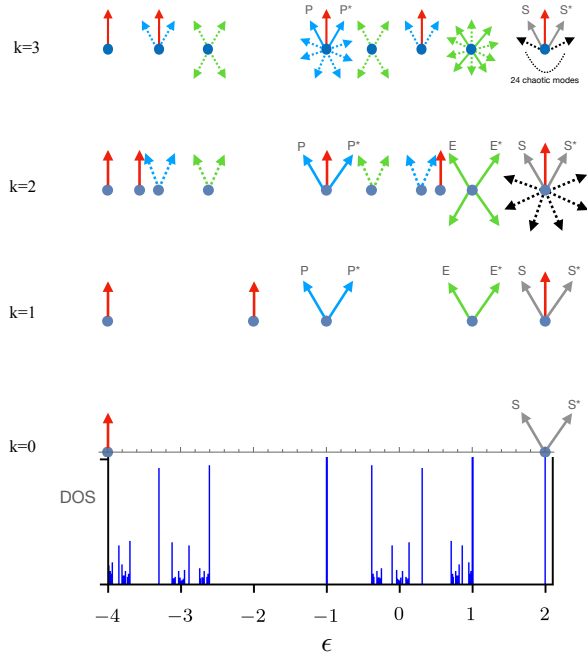 P P* S S*
k=3
24 chaotic modes
P P* E E* S S*
k=2
P P* E E* S S*
k=1
S S*
k=0
DOS
−4 −3 −2 −1 0 1 2
ϵ